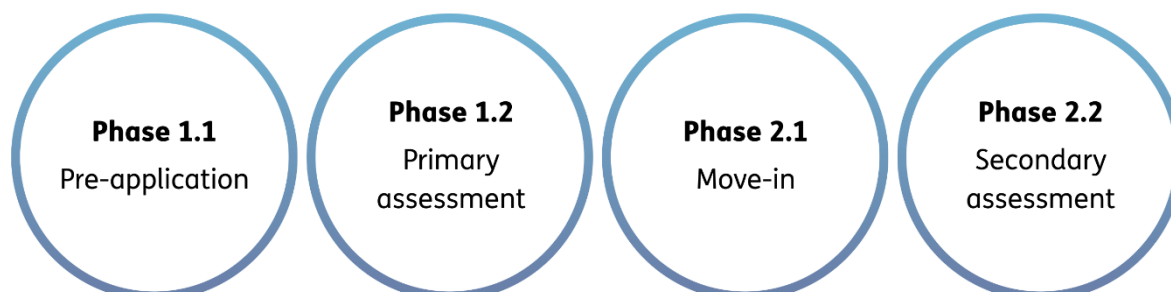 Phase 1.1
Pre-application
Phase 1.2
Primary
assessment
Phase 2.1
Move-in
Phase 2.2
Secondary
assessment